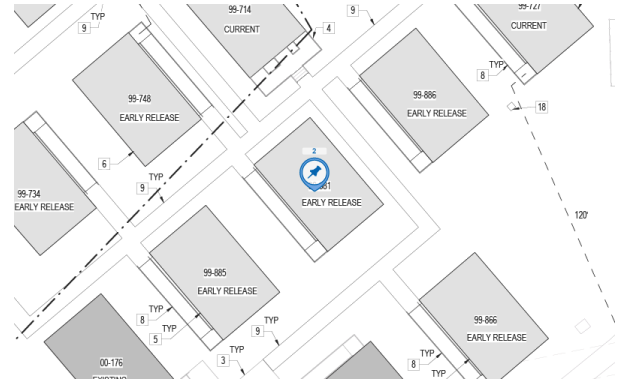 TYP
9
99-714
CURRENT
9
4
99-727
CURRENT
TYP
8
18
99-748
EARLY RELEASE
6
99-886
EARLY RELEASE
TYP
9
2
EARLY RELEASE
99-734
EARLY RELEASE
120'
99-885
EARLY RELEASE
TYP
8
TYP
5
TYP
9
TYP
3
99-866
EARLY RELEASE
TYP
8
TYP
00-176
EXISTING